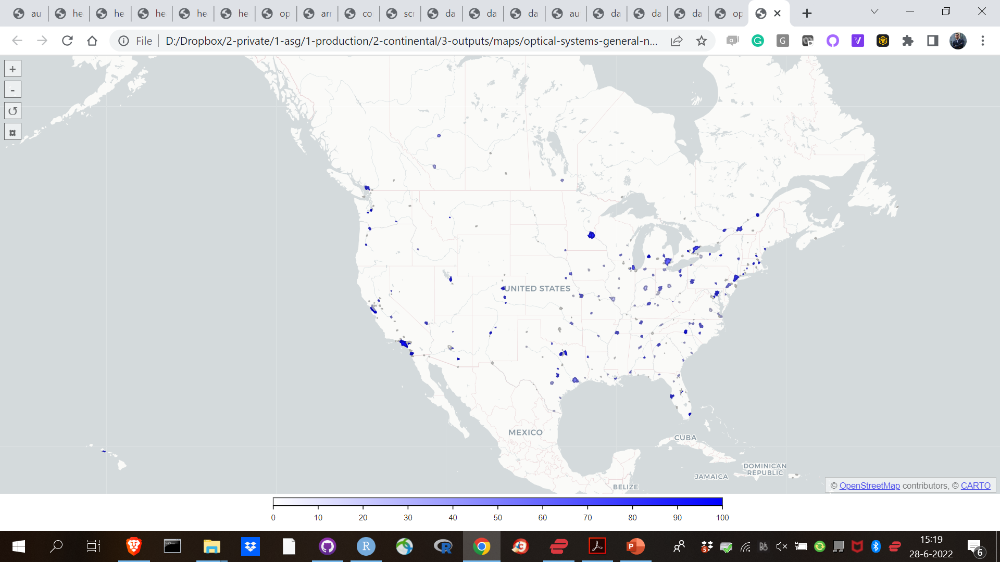 au
he
he
he
he
he
op
arr
co
scr
da
da
da
au
da
da
da
op
File
D:/Dropbox/2-private/1-asg/1-production/2-continental/3-outputs/maps/optical-systems-general-n...
+
-
UNITED STATES
MEXICO
CUBA
DOMINICAN
REPUBLIC
JAMAICA
BELIZE
© OpenStreetMap contributors, © CARTO
0 10 20 30 40 50 60 70 80 90 100
15:19
28-6-2022
6